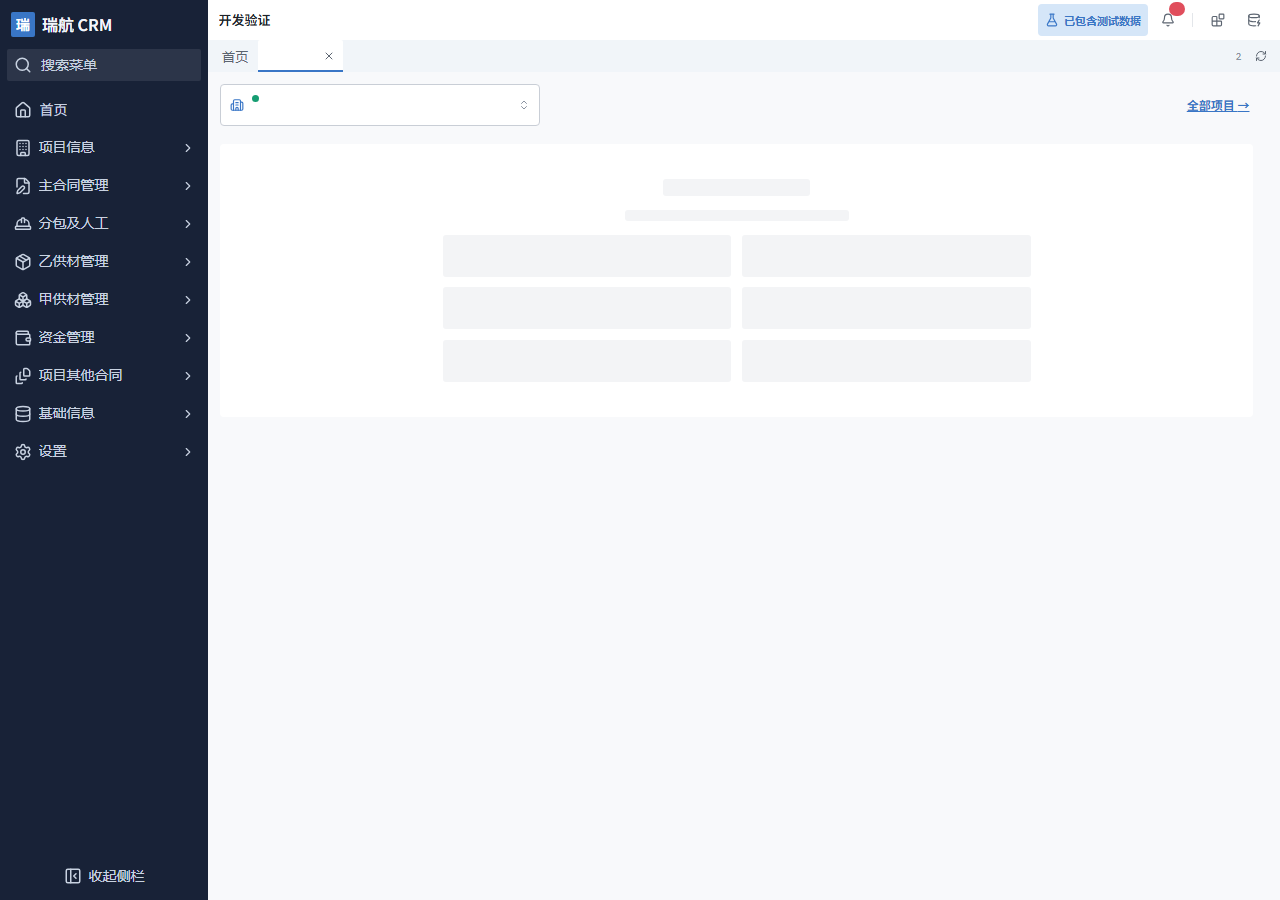 瑞 瑞航 CRM
搜索菜单
首页
项目信息
主合同管理
分包及人工
乙供材管理
甲供材管理
资金管理
项目其他合同
基础信息
设置
收起侧栏
开发验证
已包含测试数据
首页
2
全部项目 →